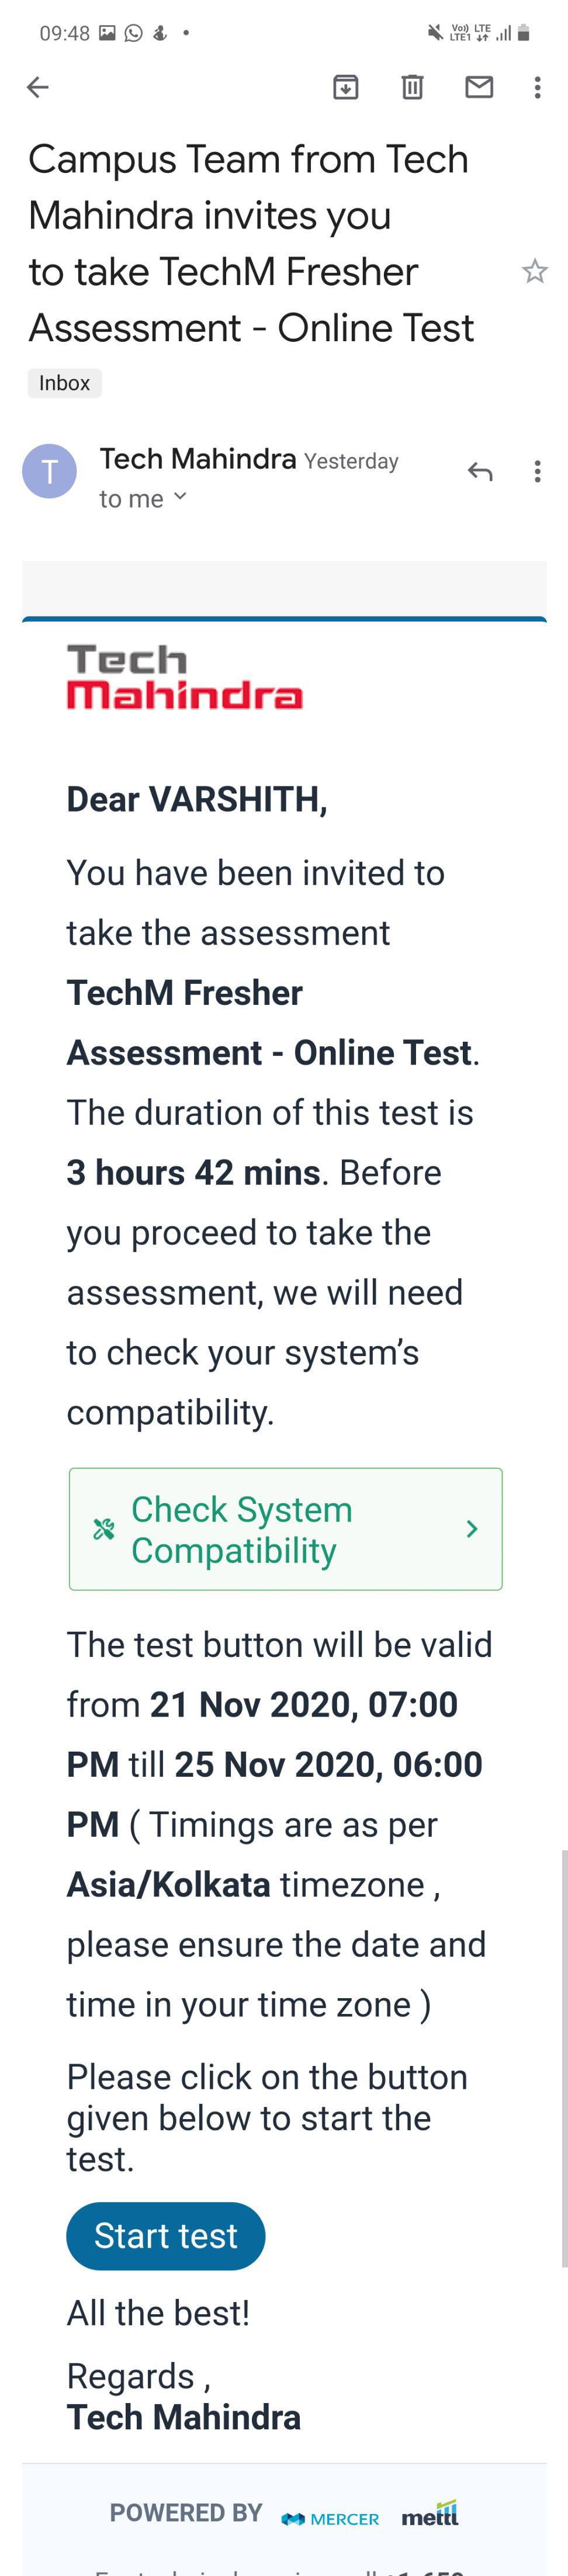 09:48
Vo)) LTE
LTE1
Campus Team from Tech
Mahindra invites you
to take TechM Fresher
Assessment - Online Test
Inbox
T
Tech Mahindra Yesterday
to me
Tech
Mahindra
Dear VARSHITH,
You have been invited to
take the assessment
TechM Fresher
Assessment - Online Test.
The duration of this test is
3 hours 42 mins. Before
you proceed to take the
assessment, we will need
to check your system's
compatibility.
Check System
Compatibility
The test button will be valid
from 21 Nov 2020, 07:00
PM till 25 Nov 2020, 06:00
PM ( Timings are as per
Asia/Kolkata timezone ,
please ensure the date and
time in your time zone )
Please click on the button
given below to start the
test.
Start test
All the best!
Regards ,
Tech Mahindra
POWERED BY MERCER mettl